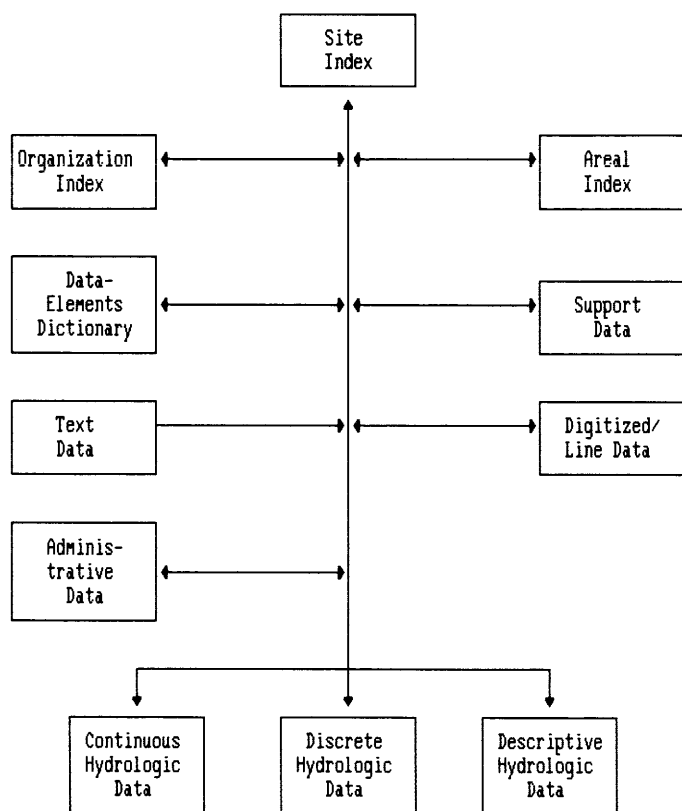 Site
Index
Organization
Index
Areal
Index
Data-
Elements
Dictionary
Support
Data
Text
Data
Digitized/
Line Data
Adminis-
trative
Data
Continuous
Hydrologic
Data
Discrete
Hydrologic
Data
Descriptive
Hydrologic
Data